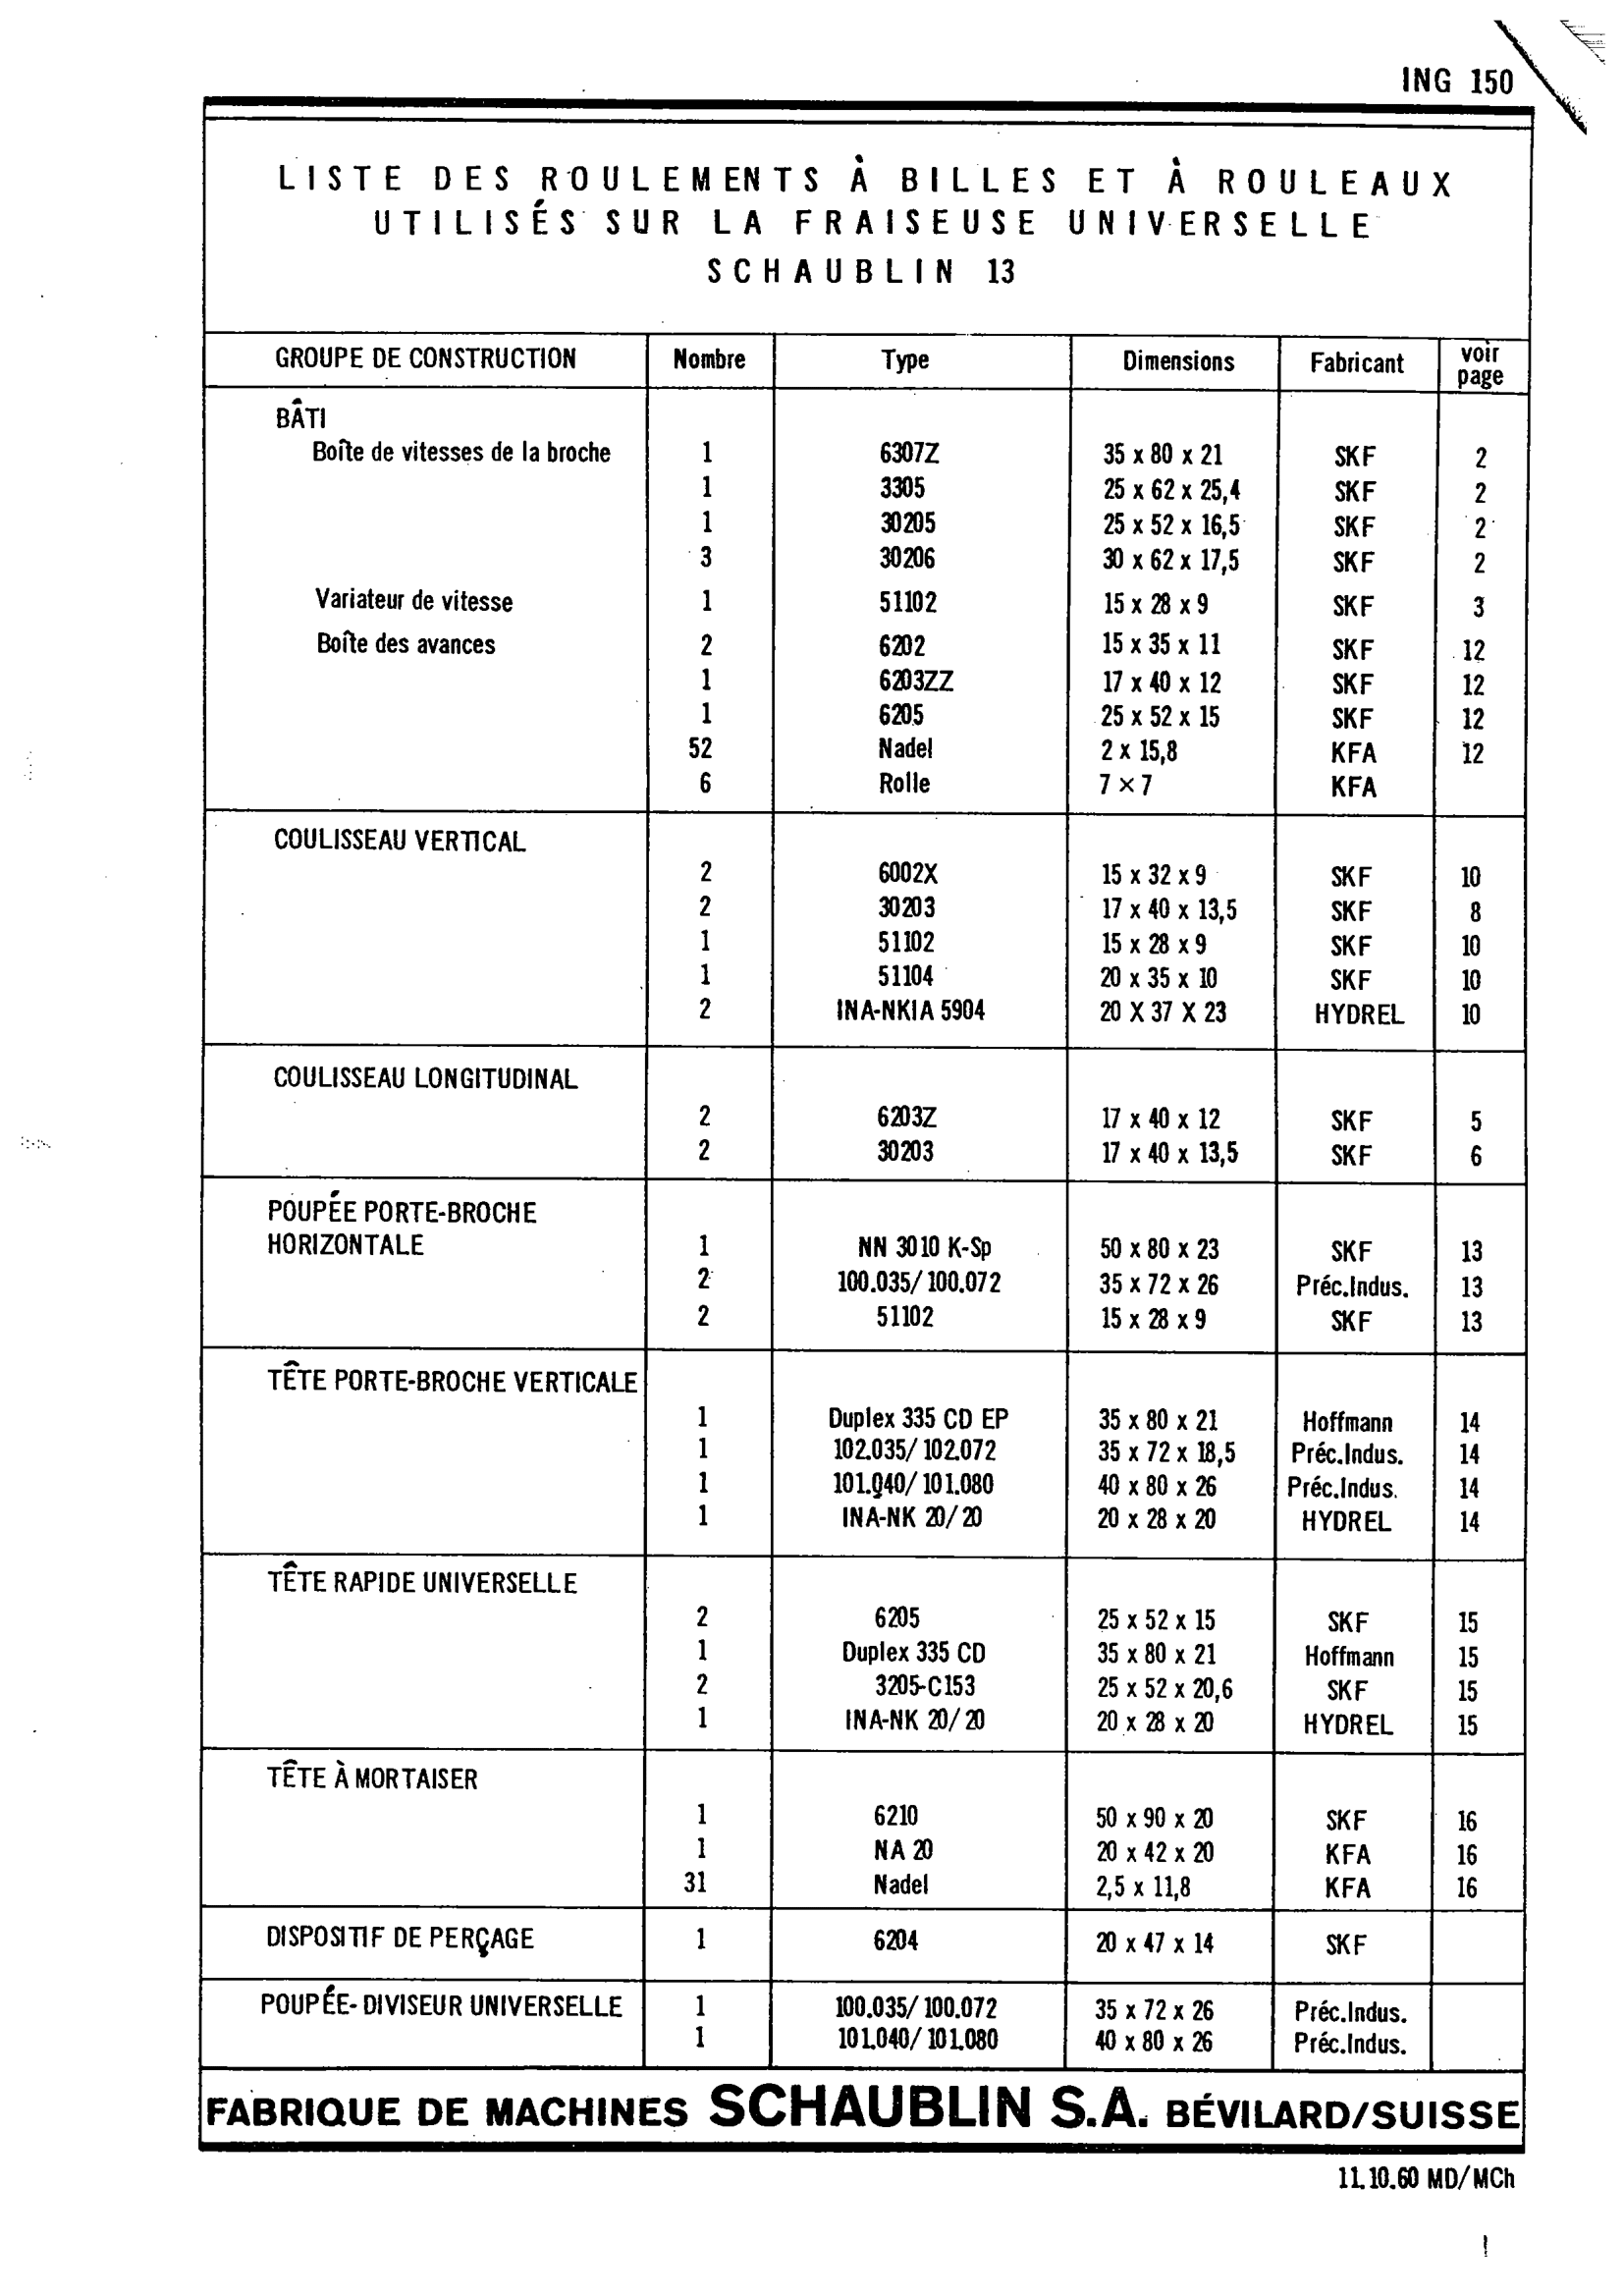 ING 150
LISTE DES ROULEMENTS À BILLES ET À ROULEAUX
UTILISÉS SUR LA FRAISEUSE UNIVERSELLE
SCHAUBLIN 13
GROUPE DE CONSTRUCTION Nombre Type Dimensions Fabricant voir page
BÂTI
Boîte de vitesses de la broche 1 6307Z 35 x 80 x 21 SKF 2
1 3305 25 x 62 x 25,4 SKF 2
1 30205 25 x 52 x 16,5 SKF 2
3 30206 30 x 62 x 17,5 SKF 2
Variateur de vitesse 1 51102 15 x 28 x 9 SKF 3
Boîte des avances 2 6202 15 x 35 x 11 SKF 12
1 6203ZZ 17 x 40 x 12 SKF 12
1 6205 25 x 52 x 15 SKF 12
52 Nadel 2 x 15,8 KFA 12
6 Rolle 7 × 7 KFA
COULISSEAU VERTICAL
2 6002X 15 x 32 x 9 SKF 10
2 30203 17 x 40 x 13,5 SKF 8
1 51102 15 x 28 x 9 SKF 10
1 51104 20 x 35 x 10 SKF 10
2 INA-NKIA 5904 20 X 37 X 23 HYDREL 10
COULISSEAU LONGITUDINAL
2 6203Z 17 x 40 x 12 SKF 5
2 30203 17 x 40 x 13,5 SKF 6
POUPÉE PORTE-BROCHE
HORIZONTALE 1 NN 3010 K-Sp 50 x 80 x 23 SKF 13
2 100.035/100.072 35 x 72 x 26 Préc.Indus. 13
2 51102 15 x 28 x 9 SKF 13
TÊTE PORTE-BROCHE VERTICALE
1 Duplex 335 CD EP 35 x 80 x 21 Hoffmann 14
1 102.035/102.072 35 x 72 x 18,5 Préc.Indus. 14
1 101.040/101.080 40 x 80 x 26 Préc.Indus. 14
1 INA-NK 20/20 20 x 28 x 20 HYDREL 14
TÊTE RAPIDE UNIVERSELLE
2 6205 25 x 52 x 15 SKF 15
1 Duplex 335 CD 35 x 80 x 21 Hoffmann 15
2 3205-C153 25 x 52 x 20,6 SKF 15
1 INA-NK 20/20 20 x 28 x 20 HYDREL 15
TÊTE À MORTAISER
1 6210 50 x 90 x 20 SKF 16
1 NA 20 20 x 42 x 20 KFA 16
31 Nadel 2,5 x 11,8 KFA 16
DISPOSITIF DE PERÇAGE 1 6204 20 x 47 x 14 SKF
POUPÉE-DIVISEUR UNIVERSELLE 1 100.035/100.072 35 x 72 x 26 Préc.Indus.
1 101.040/101.080 40 x 80 x 26 Préc.Indus.
FABRIQUE DE MACHINES SCHAUBLIN S.A. BÉVILARD/SUISSE
11.10.60 MD/MCh